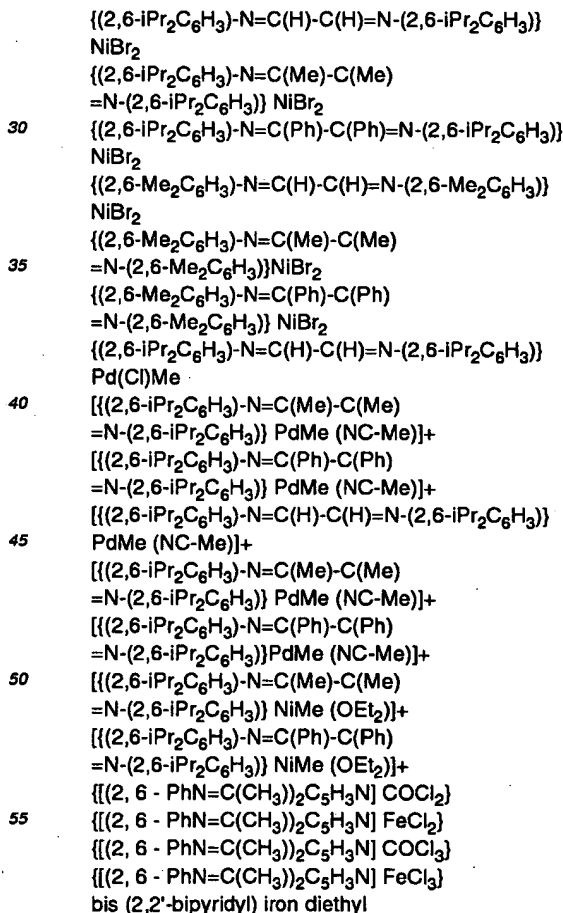 {(2,6-iPr₂C₆H₃)-N=C(H)-C(H)=N-(2,6-iPr₂C₆H₃)}
NiBr₂
{(2,6-iPr₂C₆H₃)-N=C(Me)-C(Me)
=N-(2,6-iPr₂C₆H₃)} NiBr₂
30 {(2,6-iPr₂C₆H₃)-N=C(Ph)-C(Ph)=N-(2,6-iPr₂C₆H₃)}
NiBr₂
{(2,6-Me₂C₆H₃)-N=C(H)-C(H)=N-(2,6-Me₂C₆H₃)}
NiBr₂
{(2,6-Me₂C₆H₃)-N=C(Me)-C(Me)
35 =N-(2,6-Me₂C₆H₃)}NiBr₂
{(2,6-Me₂C₆H₃)-N=C(Ph)-C(Ph)
=N-(2,6-Me₂C₆H₃)} NiBr₂
{(2,6-iPr₂C₆H₃)-N=C(H)-C(H)=N-(2,6-iPr₂C₆H₃)}
Pd(Cl)Me
40 [{(2,6-iPr₂C₆H₃)-N=C(Me)-C(Me)
=N-(2,6-iPr₂C₆H₃)} PdMe (NC-Me)]+
[{(2,6-iPr₂C₆H₃)-N=C(Ph)-C(Ph)
=N-(2,6-iPr₂C₆H₃)} PdMe (NC-Me)]+
[{(2,6-iPr₂C₆H₃)-N=C(H)-C(H)=N-(2,6-iPr₂C₆H₃)}
45 PdMe (NC-Me)]+
[{(2,6-iPr₂C₆H₃)-N=C(Me)-C(Me)
=N-(2,6-iPr₂C₆H₃)} PdMe (NC-Me)]+
[{(2,6-iPr₂C₆H₃)-N=C(Ph)-C(Ph)
=N-(2,6-iPr₂C₆H₃)}PdMe (NC-Me)]+
50 [{(2,6-iPr₂C₆H₃)-N=C(Me)-C(Me)
=N-(2,6-iPr₂C₆H₃)} NiMe (OEt₂)]+
[{(2,6-iPr₂C₆H₃)-N=C(Ph)-C(Ph)
=N-(2,6-iPr₂C₆H₃)} NiMe (OEt₂)]+
{[(2, 6 - PhN=C(CH₃))₂C₅H₃N] COCl₂}
55 {[(2, 6 - PhN=C(CH₃))₂C₅H₃N] FeCl₂}
{[(2, 6 - PhN=C(CH₃))₂C₅H₃N] COCl₃}
{[(2, 6 - PhN=C(CH₃))₂C₅H₃N] FeCl₃}
bis (2,2'-bipyridyl) iron diethyl